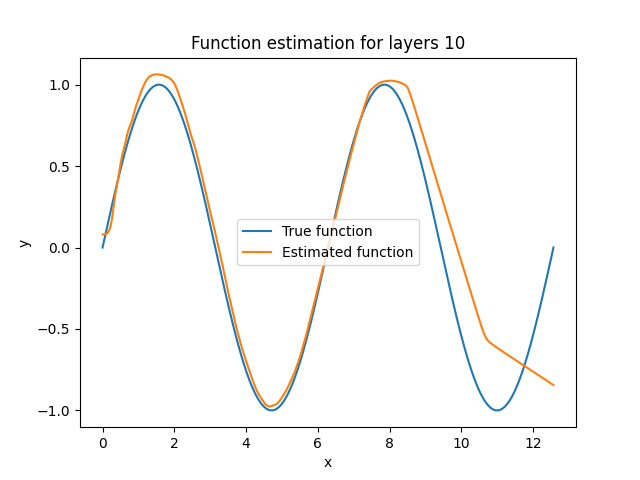 Function estimation for layers 10
1.0
0.5
0.0
−0.5
−1.0
y
True function
Estimated function
0 2 4 6 8 10 12
x